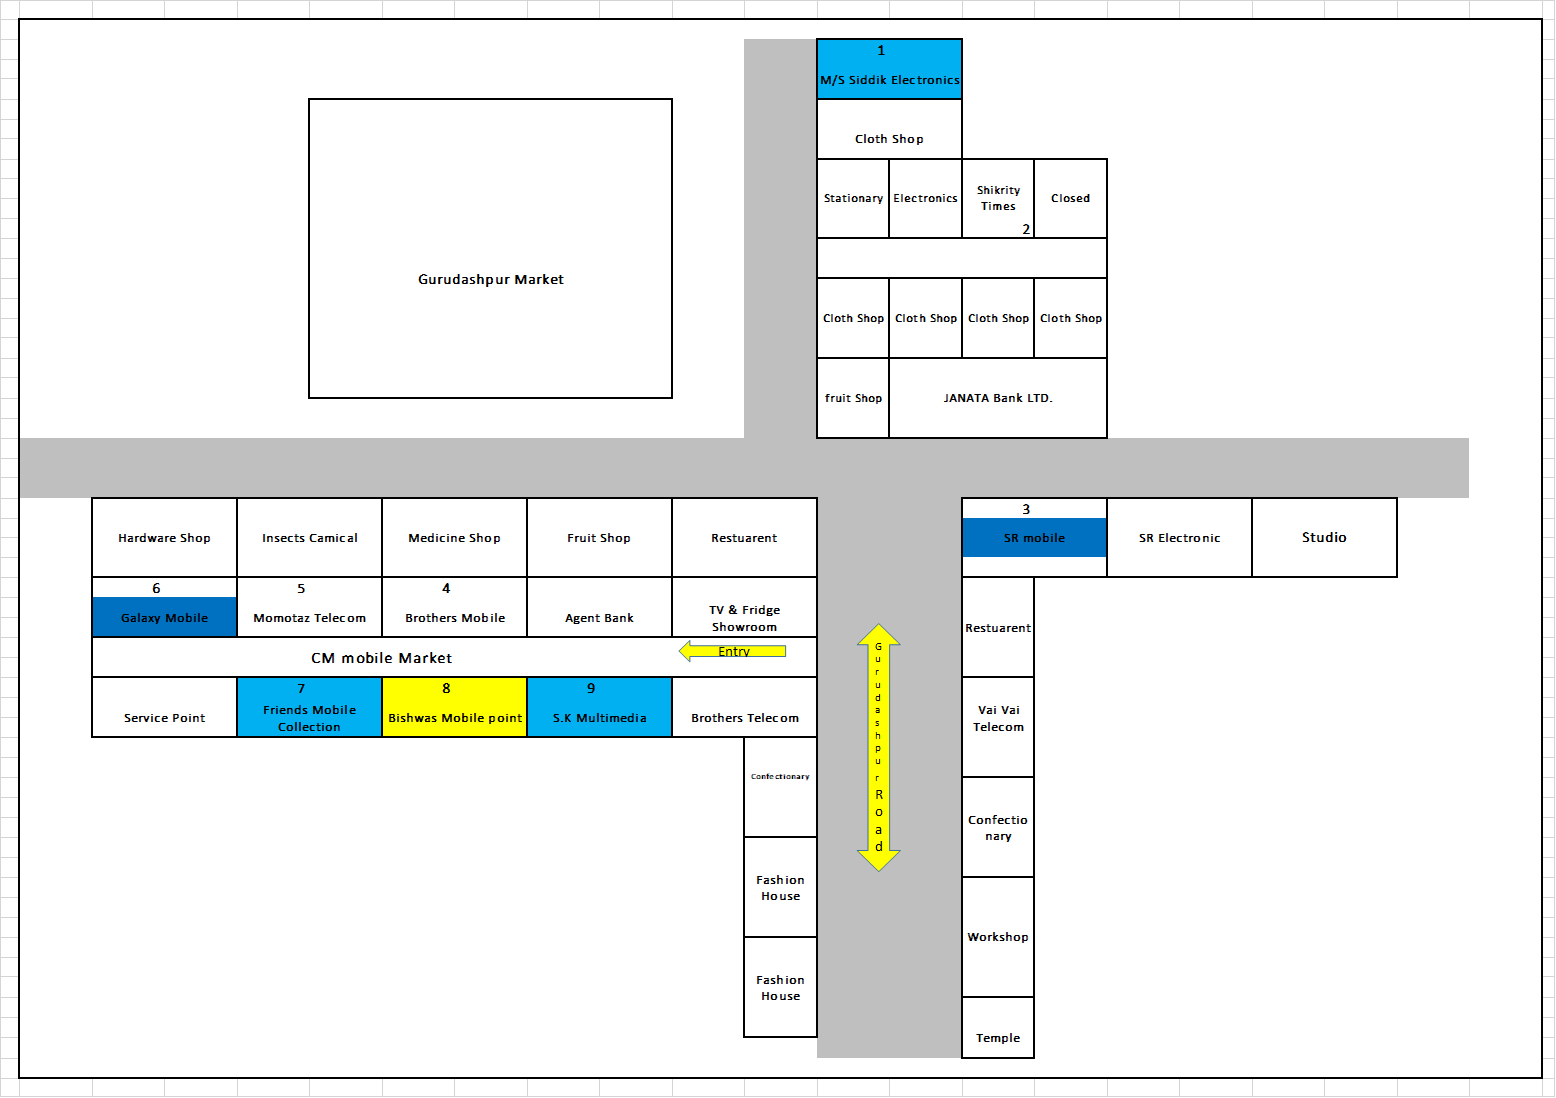 1
M/S Siddik Electronics
Cloth Shop
Stationary
Electronics
Shikrity
Times
2
Closed
Gurudashpur Market
Cloth Shop
Cloth Shop
Cloth Shop
Cloth Shop
fruit Shop
JANATA Bank LTD.
Hardware Shop
Insects Camical
Medicine Shop
Fruit Shop
Restuarent
3
SR mobile
SR Electronic
Studio
6
Galaxy Mobile
5
Momotaz Telecom
4
Brothers Mobile
Agent Bank
TV & Fridge
Showroom
Restuarent
CM mobile Market
Entry
Gurudashpur Road
Service Point
7
Friends Mobile
Collection
8
Bishwas Mobile point
9
S.K Multimedia
Brothers Telecom
Vai Vai
Telecom
Confectionary
Confectio
nary
Fashion
House
Workshop
Fashion
House
Temple